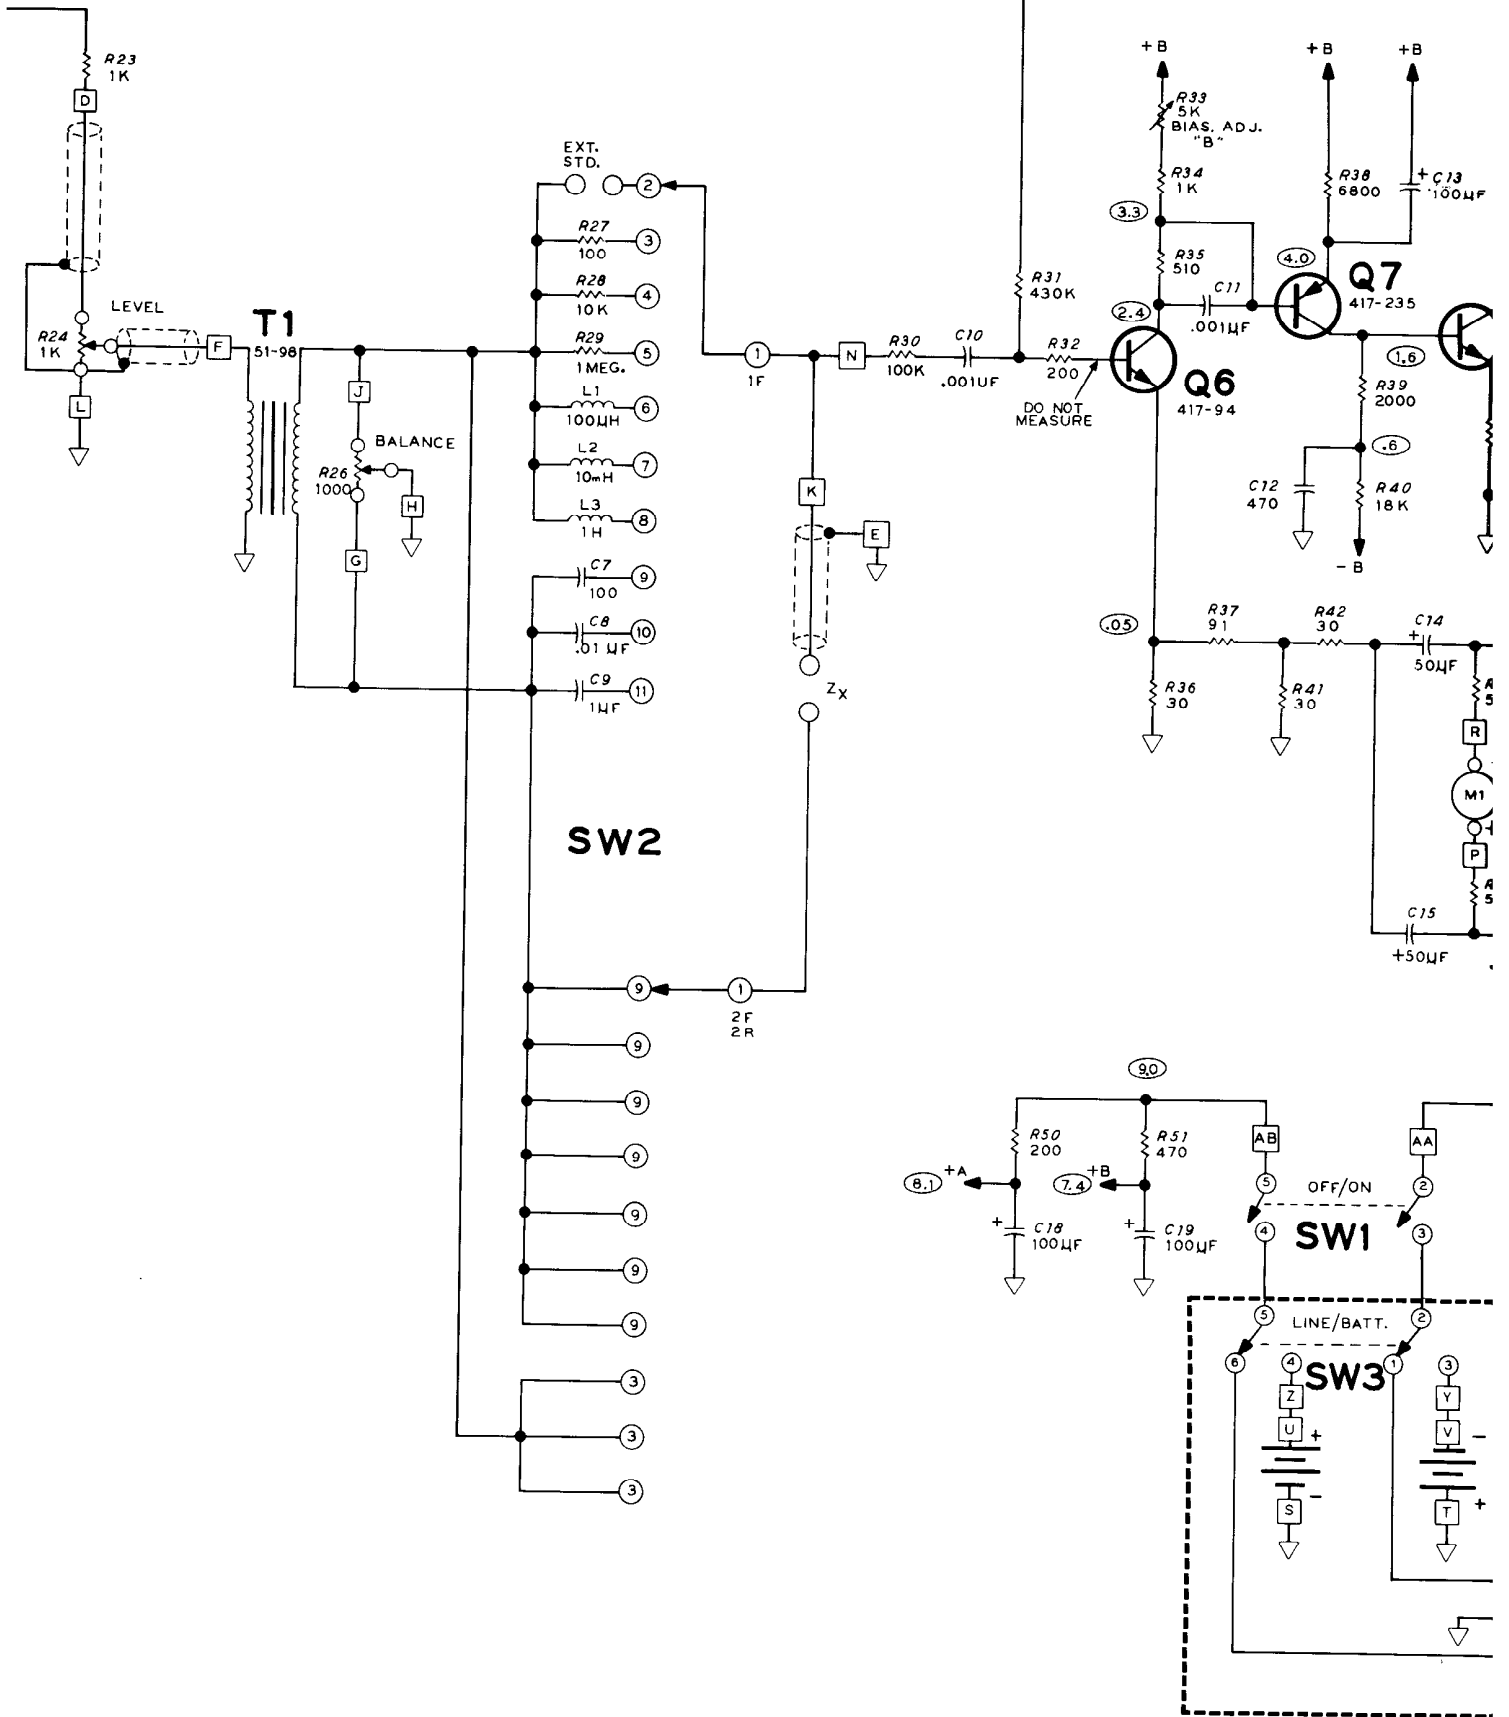 R23
1K
D
LEVEL
R24
1K
F
L
T1
51-98
J
BALANCE
R26
1000
H
G
EXT.
STD.
2
R27
100
3
R28
10K
4
R29
1MEG.
5
L1
100µH
6
L2
10mH
7
L3
1H
8
C7
100
9
C8
.01µF
10
C9
1µF
11
SW2
1
1F
N
K
E
ZX
R30
100K
C10
.001UF
R31
430K
R32
200
DO NOT
MEASURE
+B
R33
5K
BIAS. ADJ.
"B"
R34
1K
3.3
R35
510
2.4
C11
.001µF
Q6
417-94
+B
+B
R38
6800
+
C13
100µF
4.0
Q7
417-235
1.6
R39
2000
.6
C12
470
R40
18K
-B
.05
R37
91
R42
30
C14
+
50µF
R36
30
R41
30
R
5
R
M1
+
P
R
5
C15
+50µF
9
1
2F
2R
9
9
9
9
9
9
3
3
3
9.0
R50
200
R51
470
8.1
+A
7.4
+B
+
C18
100µF
+
C19
100µF
AB
AA
5
OFF/ON
2
4
SW1
3
5
LINE/BATT.
2
6
4
SW3
1
3
Z
Y
U
+
V
-
-
S
+
T